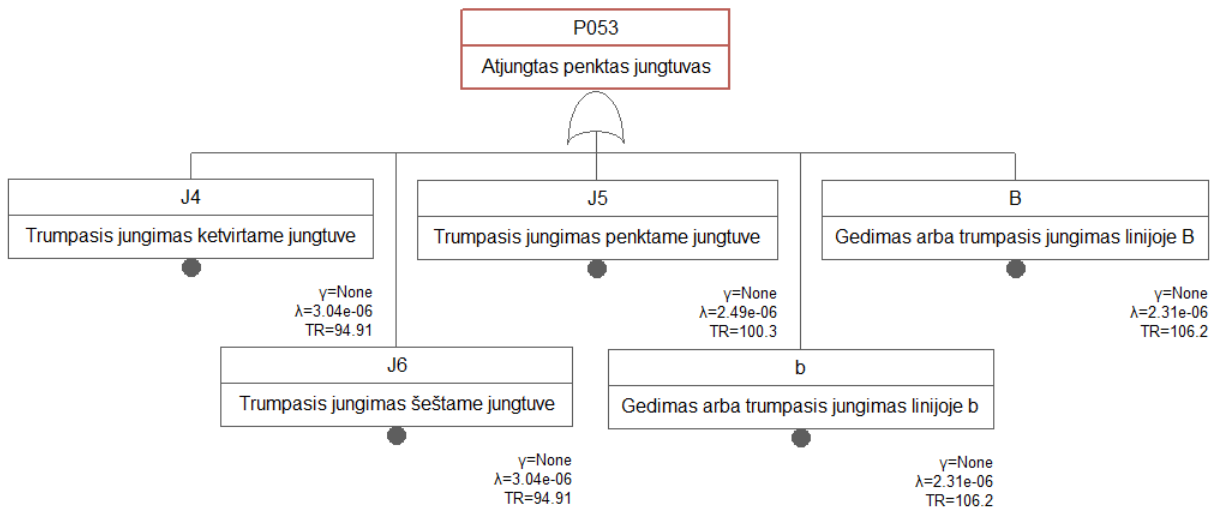 P053
Atjungtas penktas jungtuvas
J4
Trumpasis jungimas ketvirtame jungtuve
γ=None
λ=3.04e-06
TR=94.91
J5
Trumpasis jungimas penktame jungtuve
γ=None
λ=2.49e-06
TR=100.3
B
Gedimas arba trumpasis jungimas linijoje B
γ=None
λ=2.31e-06
TR=106.2
J6
Trumpasis jungimas šeštame jungtuve
γ=None
λ=3.04e-06
TR=94.91
b
Gedimas arba trumpasis jungimas linijoje b
γ=None
λ=2.31e-06
TR=106.2